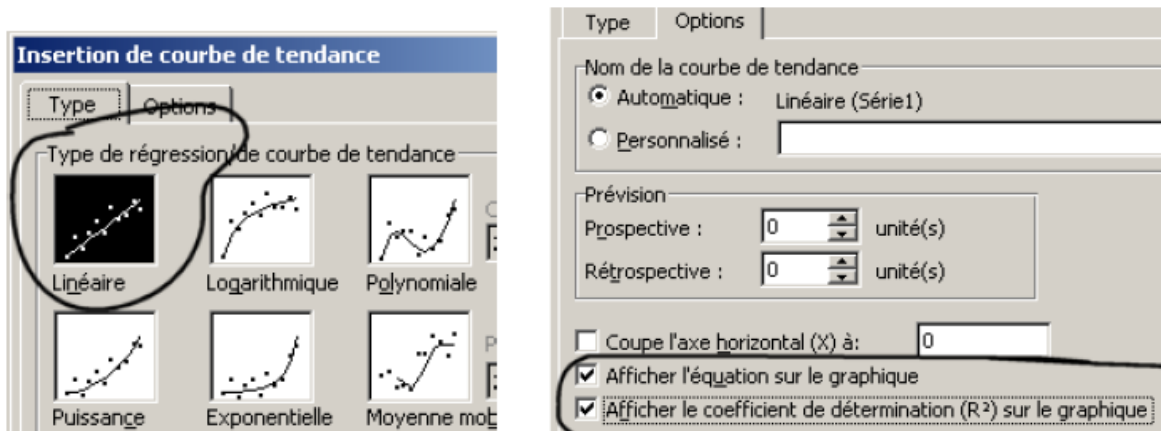 Insertion de courbe de tendance
Type Options
Type de régression/de courbe de tendance
Linéaire Logarithmique Polynomiale
Puissance Exponentielle Moyenne mob
Type Options
Nom de la courbe de tendance
Automatique : Linéaire (Série1)
Personnalisé :
Prévision
Prospective : 0 unité(s)
Rétrospective : 0 unité(s)
Coupe l'axe horizontal (X) à: 0
Afficher l'équation sur le graphique
Afficher le coefficient de détermination (R²) sur le graphique